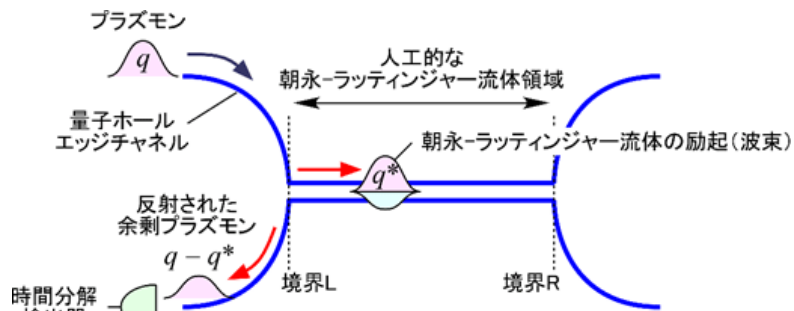 プラズモン
q
量子ホール
エッジチャネル
人工的な
朝永–ラッティンジャー流体領域
朝永–ラッティンジャー流体の励起(波束)
q*
反射された
余剰プラズモン
q – q*
境界L
境界R
時間分解